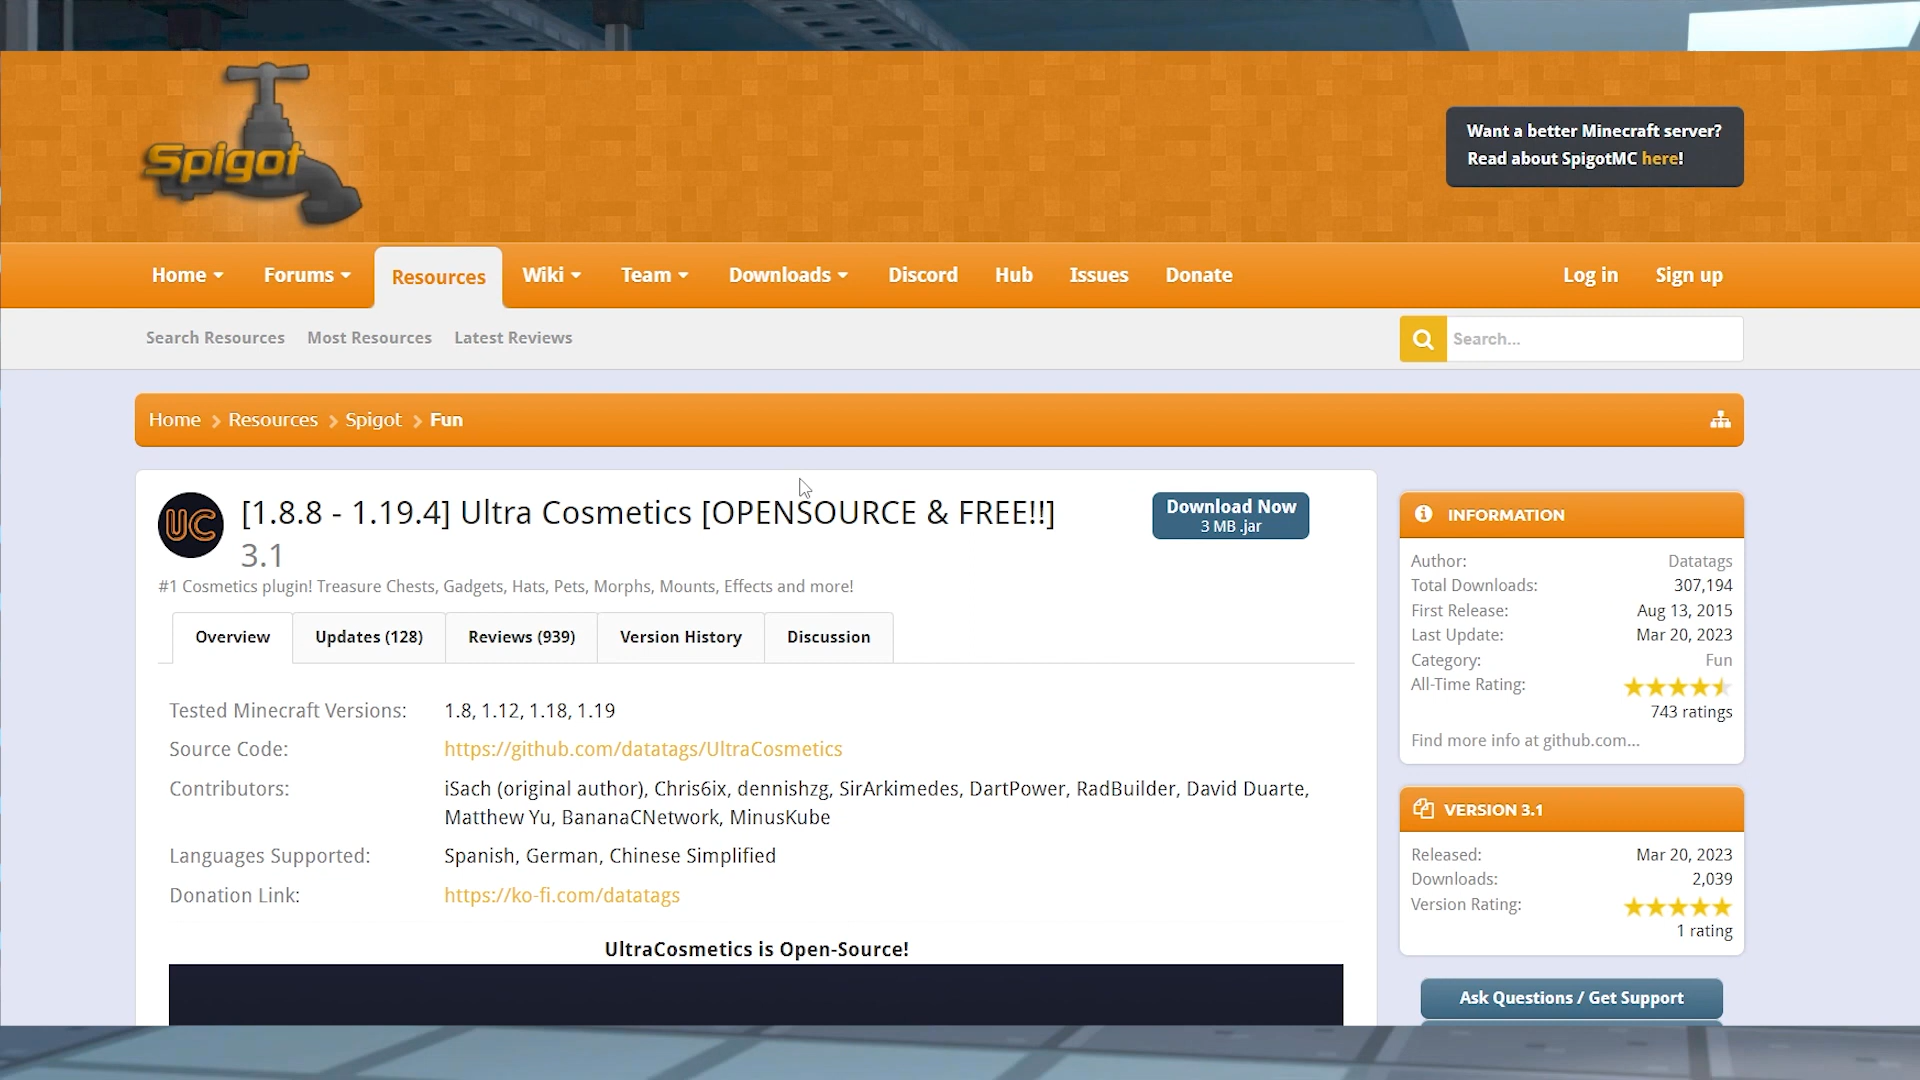 Spigot
Want a better Minecraft server?
Read about SpigotMC here!
Home Forums Resources Wiki Team Downloads Discord Hub Issues Donate Log in Sign up
Search Resources Most Resources Latest Reviews Search...
Home Resources Spigot Fun
UC
[1.8.8 - 1.19.4] Ultra Cosmetics [OPENSOURCE & FREE!!]
3.1
#1 Cosmetics plugin! Treasure Chests, Gadgets, Hats, Pets, Morphs, Mounts, Effects and more!
Download Now
3 MB .jar
Overview Updates (128) Reviews (939) Version History Discussion
Tested Minecraft Versions: 1.8, 1.12, 1.18, 1.19
Source Code: https://github.com/datatags/UltraCosmetics
Contributors: iSach (original author), Chris6ix, dennishzg, SirArkimedes, DartPower, RadBuilder, David Duarte,
Matthew Yu, BananaCNetwork, MinusKube
Languages Supported: Spanish, German, Chinese Simplified
Donation Link: https://ko-fi.com/datatags
UltraCosmetics is Open-Source!
INFORMATION
Author: Datatags
Total Downloads: 307,194
First Release: Aug 13, 2015
Last Update: Mar 20, 2023
Category: Fun
All-Time Rating:
743 ratings
Find more info at github.com...
VERSION 3.1
Released: Mar 20, 2023
Downloads: 2,039
Version Rating:
1 rating
Ask Questions / Get Support